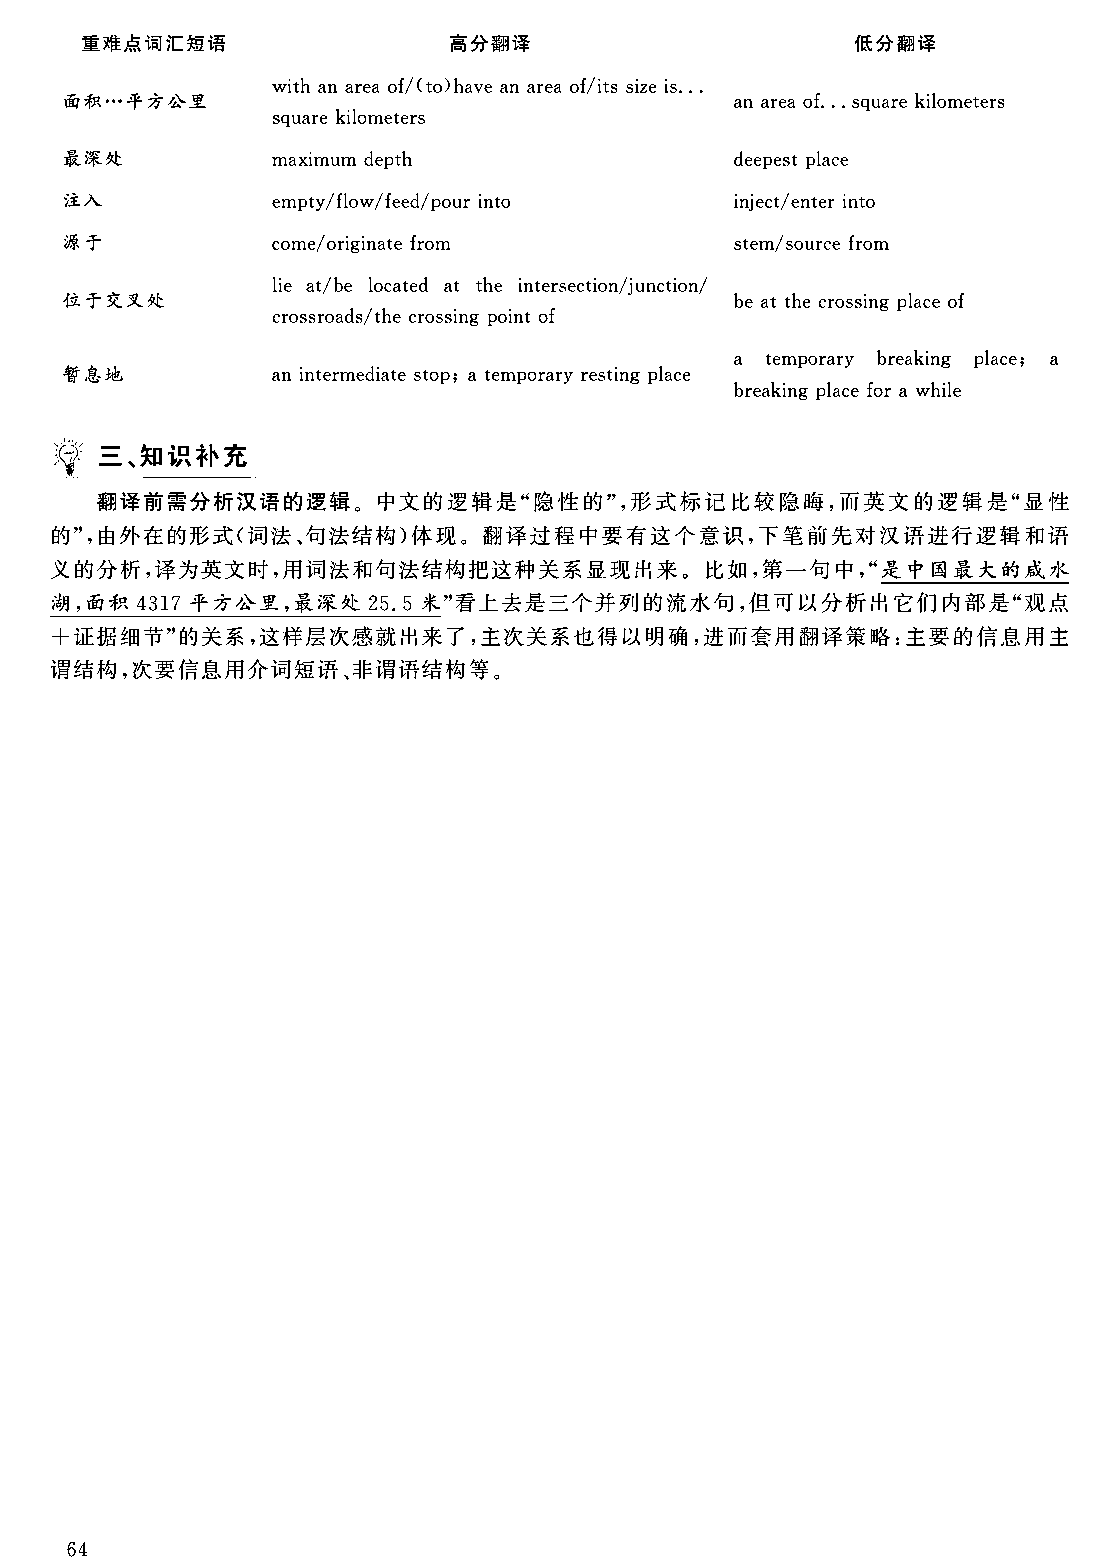 重难点词汇短语 高分翻译 低分翻译
with an area of/(to)have an area of/its size is...
面积…平方公里 an area of...square kilometers
square kilometers
最深处 maximum depth deepest place
注入 empty/flow/feed/pour into inject/enter into
源于 come/originate from stem/source from
lie at/be located at the intersection/junction/
位于交叉处 be at the crossing place of
crossroads/the crossing point of
a temporary breaking place; a
暂息地 an intermediate stop; a temporary resting place
breaking place for a while
三、知识补充
翻译前需分析汉语的逻辑。中文的逻辑是“隐性的”,形式标记比较隐晦,而英文的逻辑是“显性
的”,由外在的形式(词法、句法结构)体现。翻译过程中要有这个意识,下笔前先对汉语进行逻辑和语
义的分析,译为英文时,用词法和句法结构把这种关系显现出来。比如,第一句中,“是中国最大的咸水
湖,面积 4317 平方公里,最深处 25.5 米”看上去是三个并列的流水句,但可以分析出它们内部是“观点
+证据细节”的关系,这样层次感就出来了,主次关系也得以明确,进而套用翻译策略:主要的信息用主
谓结构,次要信息用介词短语、非谓语结构等。
64